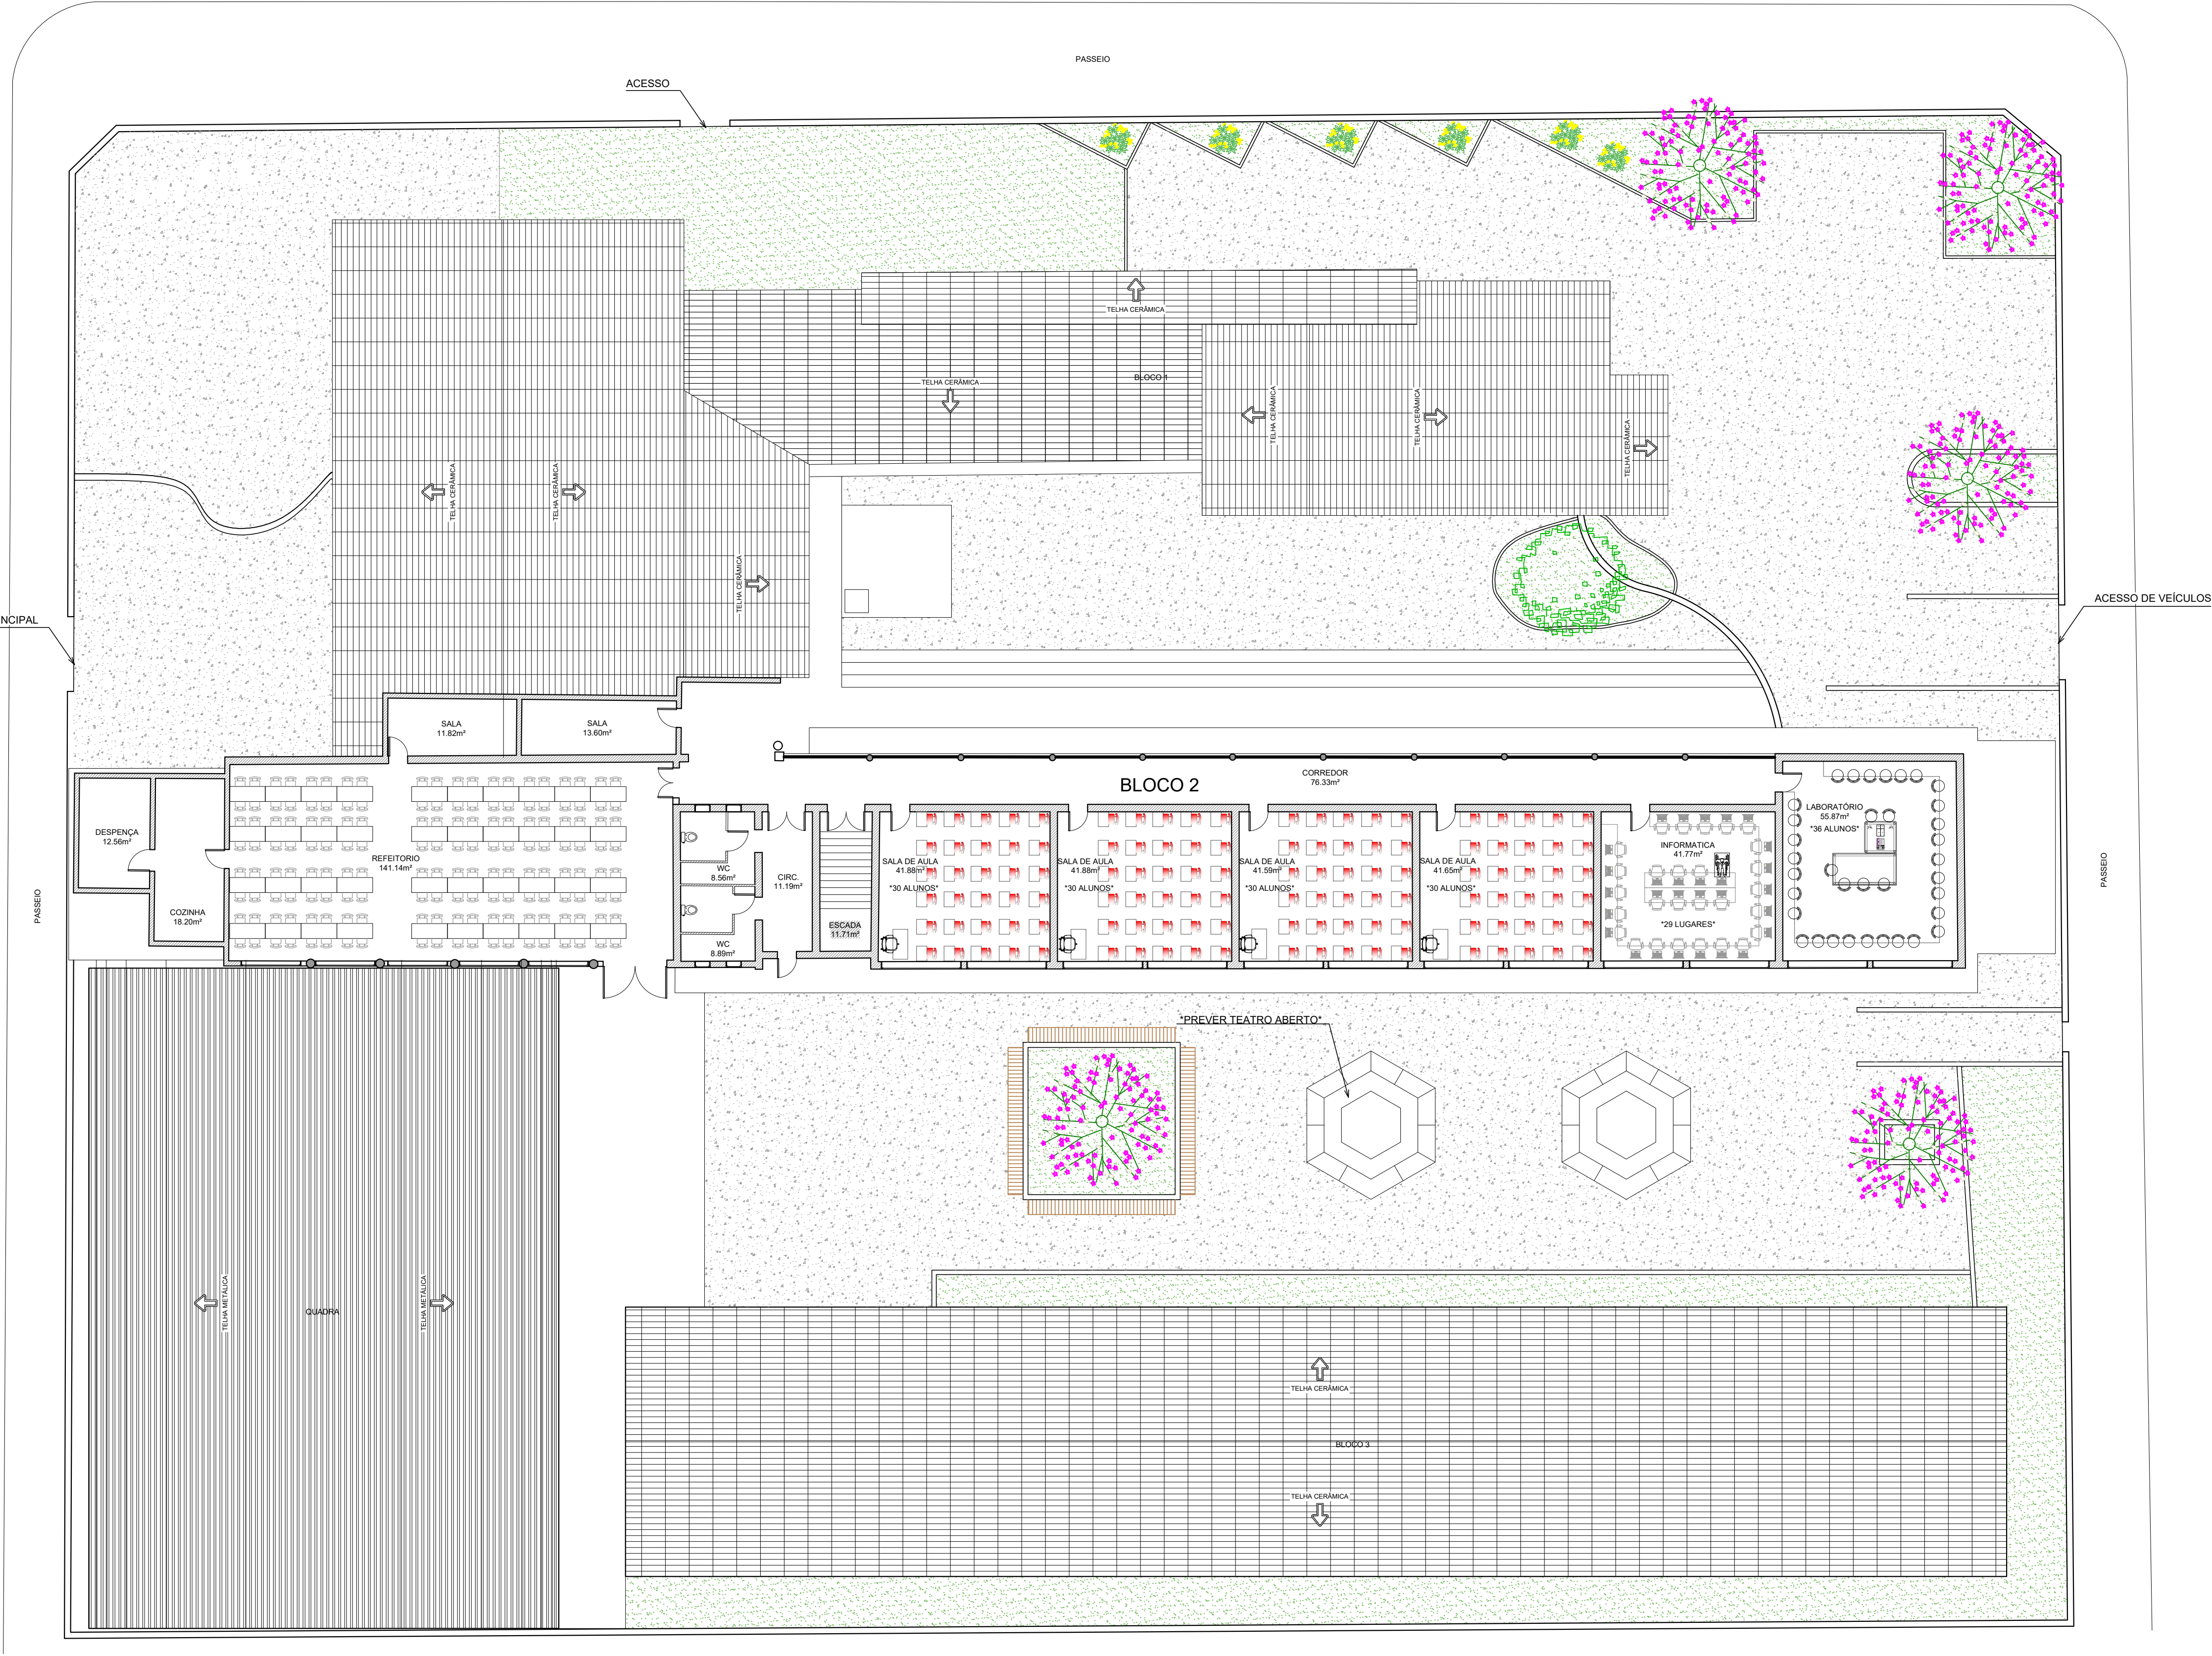 PASSEIO
ACESSO
TELHA CERÂMICA
BLOCO 1
TELHA CERÂMICA
TELHA CERÂMICA
TELHA CERÂMICA
TELHA CERÂMICA
TELHA CERÂMICA
TELHA CERÂMICA
TELHA CERÂMICA
NCIPAL
ACESSO DE VEÍCULOS
SALA
11.82m²
SALA
13.60m²
BLOCO 2
CORREDOR
76.33m²
DESPENÇA
12.56m²
COZINHA
18.20m²
REFEITORIO
141.14m²
WC
8.56m²
WC
8.89m²
CIRC.
11.19m²
ESCADA
11.71m²
SALA DE AULA
41.88m²
*30 ALUNOS*
SALA DE AULA
41.88m²
*30 ALUNOS*
SALA DE AULA
41.59m²
*30 ALUNOS*
SALA DE AULA
41.65m²
*30 ALUNOS*
INFORMATICA
41.77m²
*29 LUGARES*
LABORATÓRIO
55.87m²
*36 ALUNOS*
PASSEIO
PASSEIO
*PREVER TEATRO ABERTO*
TELHA METÁLICA
QUADRA
TELHA METÁLICA
TELHA CERÂMICA
BLOCO 3
TELHA CERÂMICA